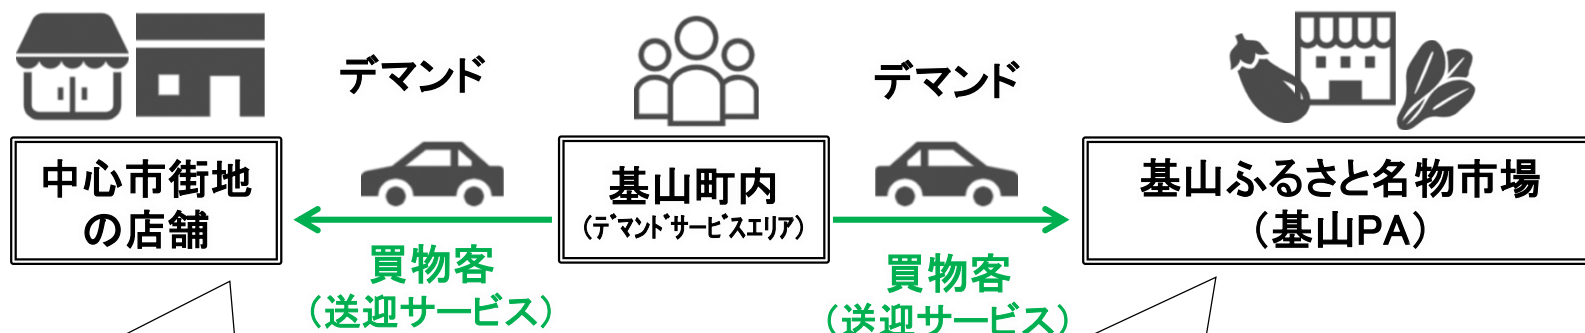 デマンド
デマンド
中心市街地
の店舗
基山町内
(ﾃﾞﾏﾝﾄﾞｻｰﾋﾞｽｴﾘｱ)
基山ふるさと名物市場
(基山PA)
買物客
(送迎サービス)
買物客
(送迎サービス)